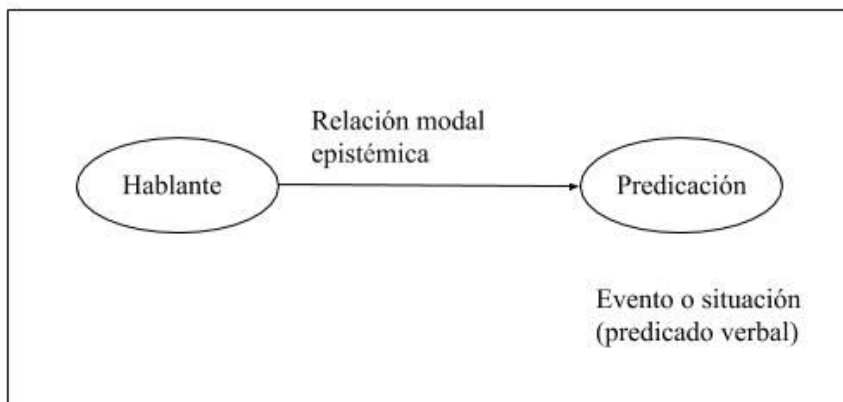 Relación modal
epistémica
Hablante
Predicación
Evento o situación
(predicado verbal)